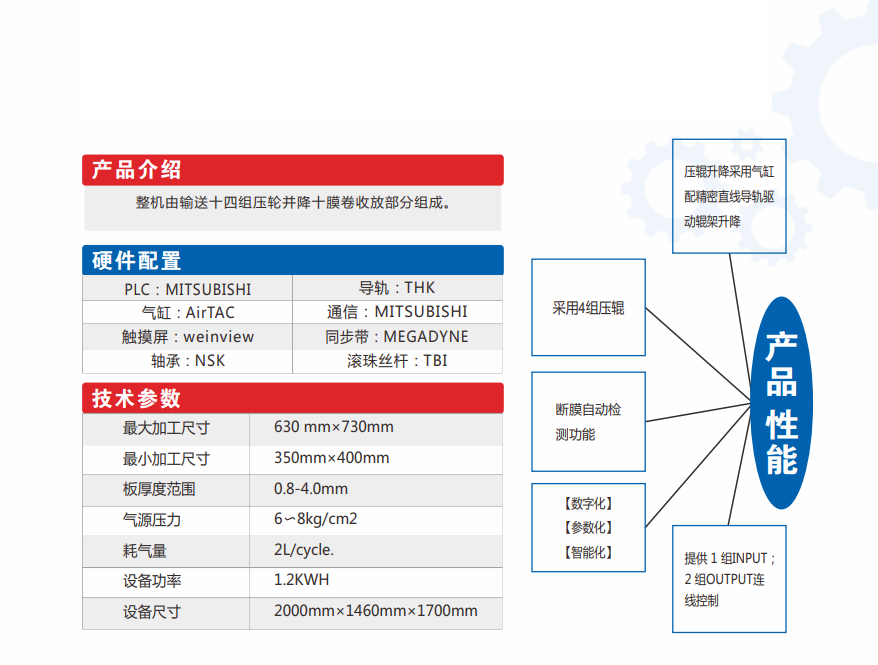 产品介绍
整机由输送十四组压轮并降十膜卷收放部分组成。
硬件配置
PLC：MITSUBISHI 导轨：THK
气缸：AirTAC 通信：MITSUBISHI
触摸屏：weinview 同步带：MEGADYNE
轴承：NSK 滚珠丝杆：TBI
技术参数
最大加工尺寸 630 mm×730mm
最小加工尺寸 350mm×400mm
板厚度范围 0.8-4.0mm
气源压力 6∽8kg/cm2
耗气量 2L/cycle.
设备功率 1.2KWH
设备尺寸 2000mm×1460mm×1700mm
压辊升降采用气缸
配精密直线导轨驱
动辊架升降
采用4组压辊
断膜自动检
测功能
【数字化】
【参数化】
【智能化】
提供 1 组INPUT；
2 组OUTPUT连
线控制
产品性能